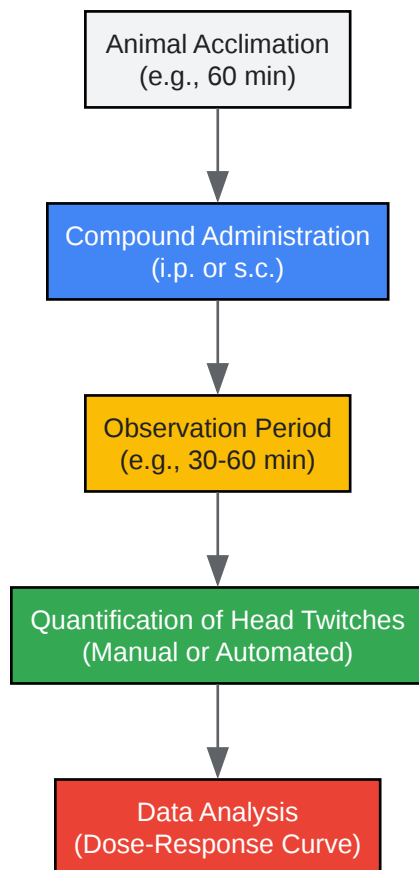 Animal Acclimation
(e.g., 60 min)
Compound Administration
(i.p. or s.c.)
Observation Period
(e.g., 30-60 min)
Quantification of Head Twitches
(Manual or Automated)
Data Analysis
(Dose-Response Curve)